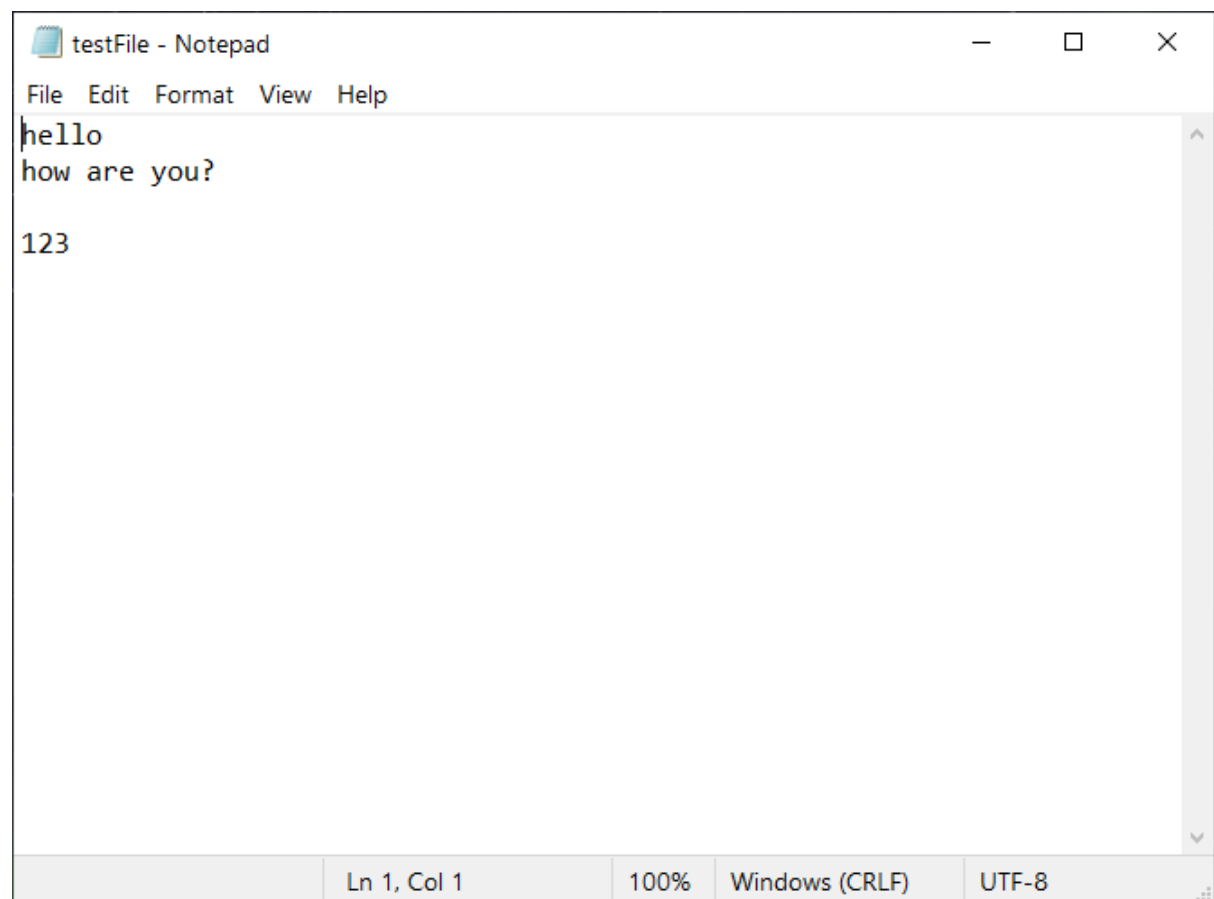 testFile - Notepad
File Edit Format View Help
hello
how are you?

123
Ln 1, Col 1 100% Windows (CRLF) UTF-8